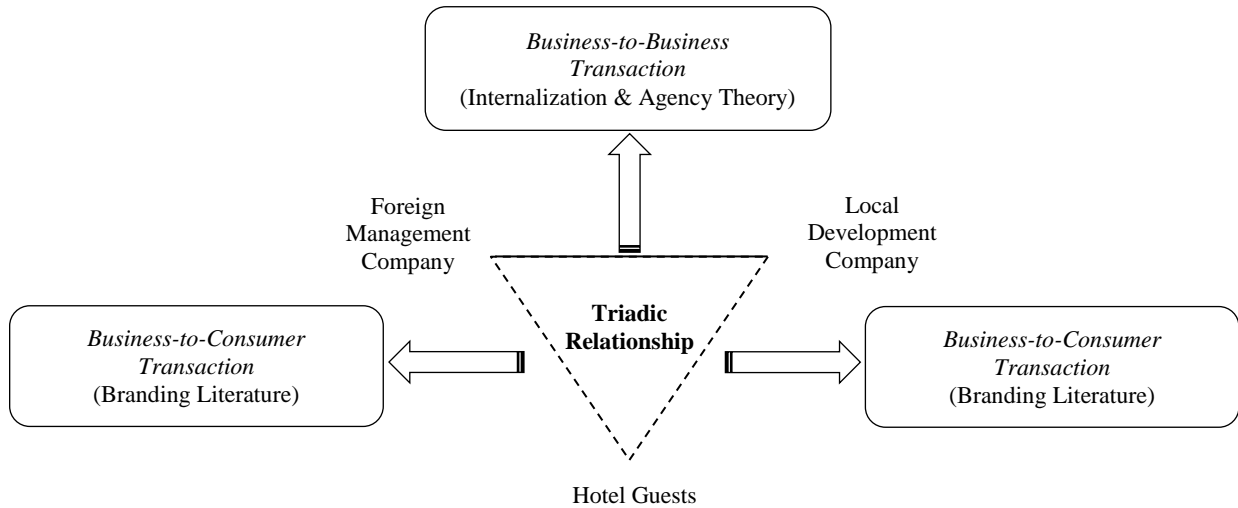 Business-to-Business
Transaction
(Internalization & Agency Theory)
Foreign
Management
Company
Local
Development
Company
Triadic
Relationship
Business-to-Consumer
Transaction
(Branding Literature)
Business-to-Consumer
Transaction
(Branding Literature)
Hotel Guests